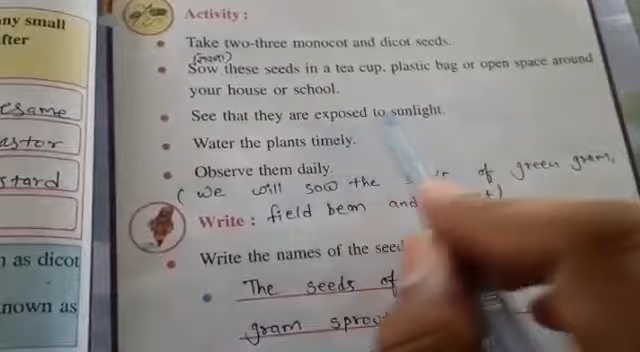 ny small
fter
esame
astor
stard
n as dicot
nown as
Activity :
Take two-three monocot and dicot seeds.
Sow these seeds in a tea cup, plastic bag or open space around
your house or school.
See that they are exposed to sunlight.
Water the plants timely.
Observe them daily.
( we will sow the of green gram,
Write : field bean and t)
Write the names of the seed
The seeds of
gram sprou